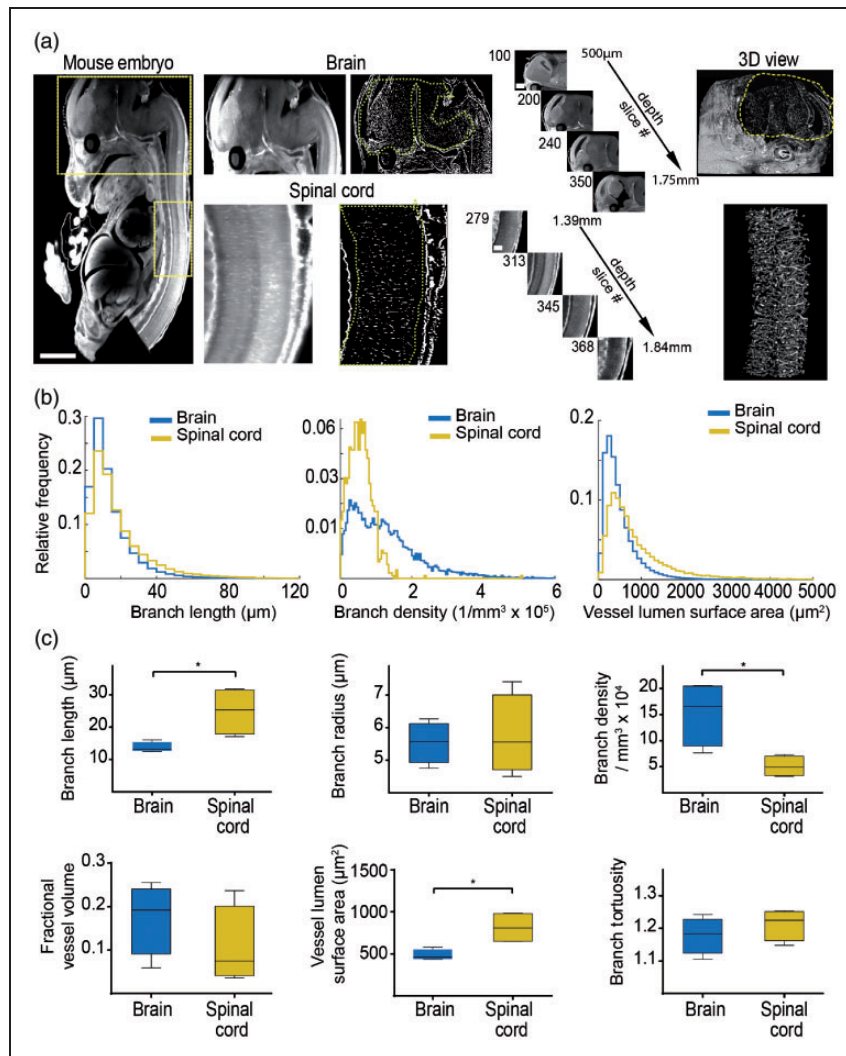 (a)
Mouse embryo
Brain
3D view
100
500µm
200
240
350
depth
slice #
1.75mm
Spinal cord
279
1.39mm
313
345
368
depth
slice #
1.84mm
(b)
0.3
0.2
0.1
Relative frequency
Brain
Spinal cord
0 40 80 120
Branch length (µm)
0.06
0.03
0.01
Brain
Spinal cord
0 2 4 6
Branch density (1/mm³ x 10⁵)
0.2
0.1
Brain
Spinal cord
0 1000 2000 3000 4000 5000
Vessel lumen surface area (µm²)
(c)
Branch length (µm)
30
20
10
*
Brain
Spinal
cord
Branch radius (µm)
7
6
5
Brain
Spinal
cord
Branch density
/ mm³ x 10⁴
20
15
10
5
*
Brain
Spinal
cord
Fractional
vessel volume
0.3
0.2
0.1
Brain
Spinal
cord
Vessel lumen
surface area (µm²)
1500
1000
500
*
Brain
Spinal
cord
Branch tortuosity
1.3
1.2
1.1
Brain
Spinal
cord